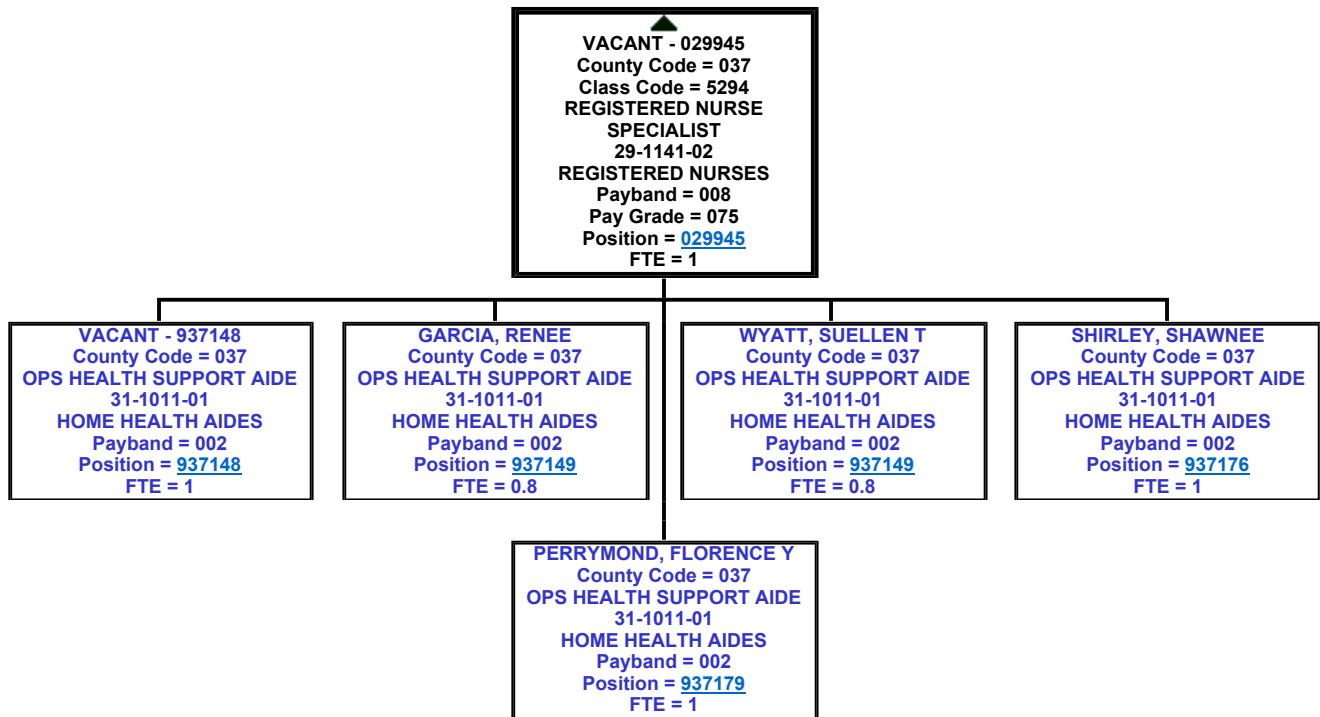 VACANT - 029945
County Code = 037
Class Code = 5294
REGISTERED NURSE
SPECIALIST
29-1141-02
REGISTERED NURSES
Payband = 008
Pay Grade = 075
Position = 029945
FTE = 1
VACANT - 937148
County Code = 037
OPS HEALTH SUPPORT AIDE
31-1011-01
HOME HEALTH AIDES
Payband = 002
Position = 937148
FTE = 1
GARCIA, RENEE
County Code = 037
OPS HEALTH SUPPORT AIDE
31-1011-01
HOME HEALTH AIDES
Payband = 002
Position = 937149
FTE = 0.8
WYATT, SUELLEN T
County Code = 037
OPS HEALTH SUPPORT AIDE
31-1011-01
HOME HEALTH AIDES
Payband = 002
Position = 937149
FTE = 0.8
SHIRLEY, SHAWNEE
County Code = 037
OPS HEALTH SUPPORT AIDE
31-1011-01
HOME HEALTH AIDES
Payband = 002
Position = 937176
FTE = 1
PERRYMOND, FLORENCE Y
County Code = 037
OPS HEALTH SUPPORT AIDE
31-1011-01
HOME HEALTH AIDES
Payband = 002
Position = 937179
FTE = 1